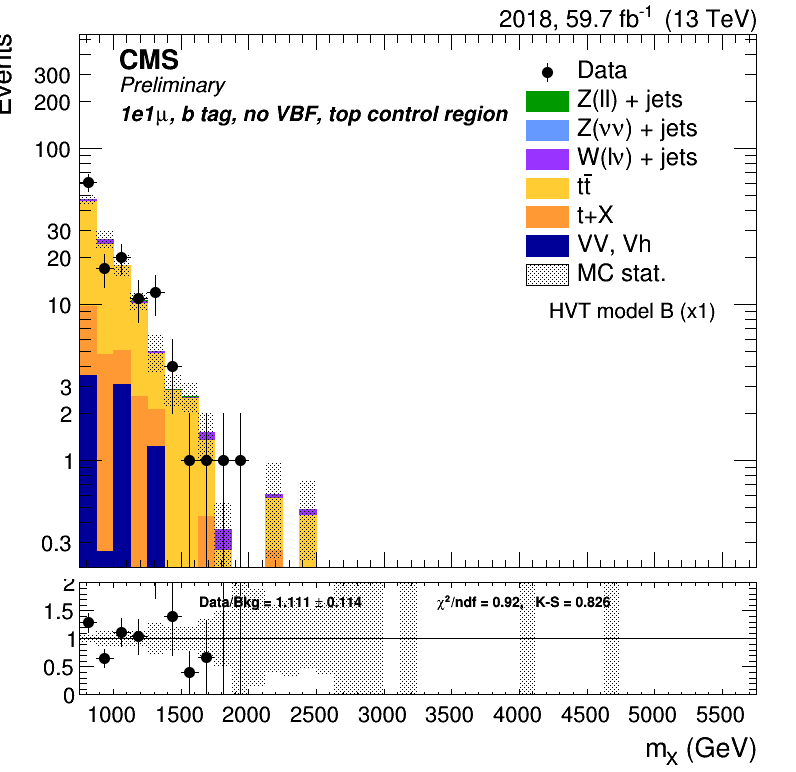 2018, 59.7 fb⁻¹ (13 TeV)
Events
CMS
Preliminary
1e1μ, b tag, no VBF, top control region
Data
Z(ll) + jets
Z(νν) + jets
W(lν) + jets
tt̄
t+X
VV, Vh
MC stat.
HVT model B (x1)
300
200
100
30
20
10
3
2
1
0.3
Data/Bkg = 1.111 ± 0.114
χ²/ndf = 0.92, K-S = 0.826
2
1.5
1
0.5
0
1000 1500 2000 2500 3000 3500 4000 4500 5000 5500
m_X (GeV)